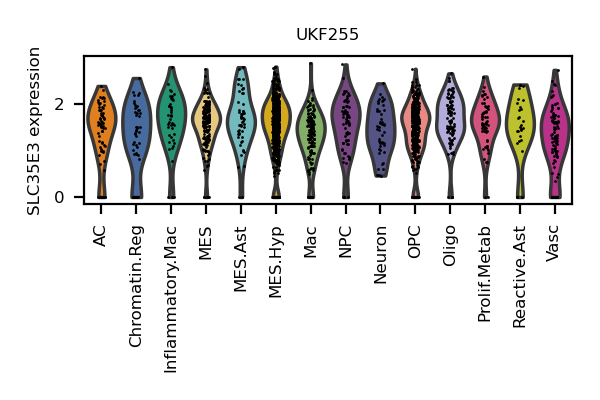 UKF255
SLC35E3 expression
2
0
AC
Chromatin.Reg
Inflammatory.Mac
MES
MES.Ast
MES.Hyp
Mac
NPC
Neuron
OPC
Oligo
Prolif.Metab
Reactive.Ast
Vasc